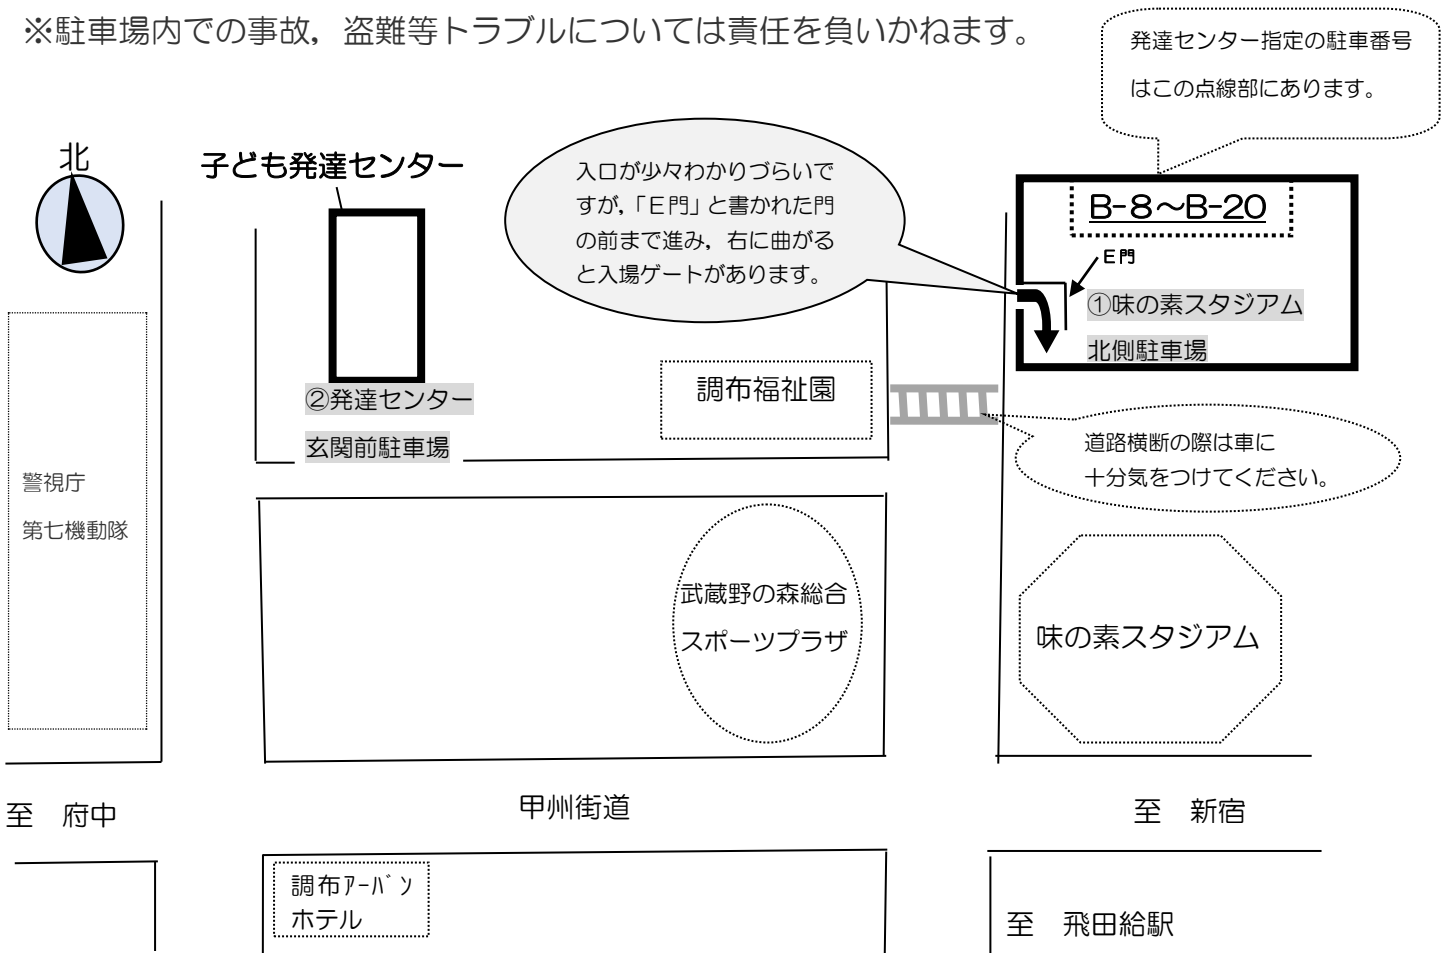 ※駐車場内での事故，盗難等トラブルについては責任を負いかねます。
発達センター指定の駐車番号
はこの点線部にあります。
北
子ども発達センター
入口が少々わかりづらいで
すが，「Ｅ門」と書かれた門
の前まで進み，右に曲がる
と入場ゲートがあります。
B-8～B-20
Ｅ門
①味の素スタジアム
北側駐車場
②発達センター
玄関前駐車場
調布福祉園
道路横断の際は車に
十分気をつけてください。
警視庁
第七機動隊
武蔵野の森総合
スポーツプラザ
味の素スタジアム
至　府中
甲州街道
至　新宿
調布ｱｰﾊﾞﾝ
ホテル
至　飛田給駅